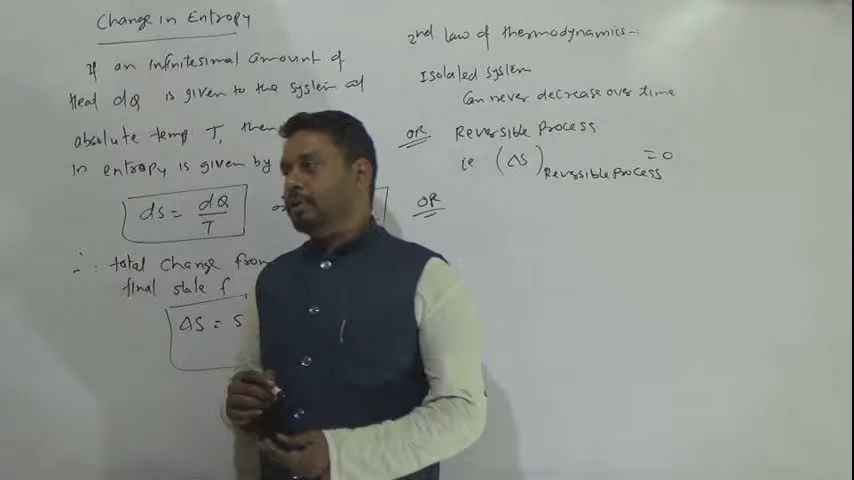 Change in Entropy
If an infinitesimal amount of
Heat dQ is given to the system at
absolute temp. T, then
in entropy is given by
dS = dQ/T
∴ total change from
final state f
ΔS = S
2nd law of thermodynamics :-
Isolated system
Can never decrease over time
OR Reversible Process
ie (ΔS) Reversible Process = 0
OR